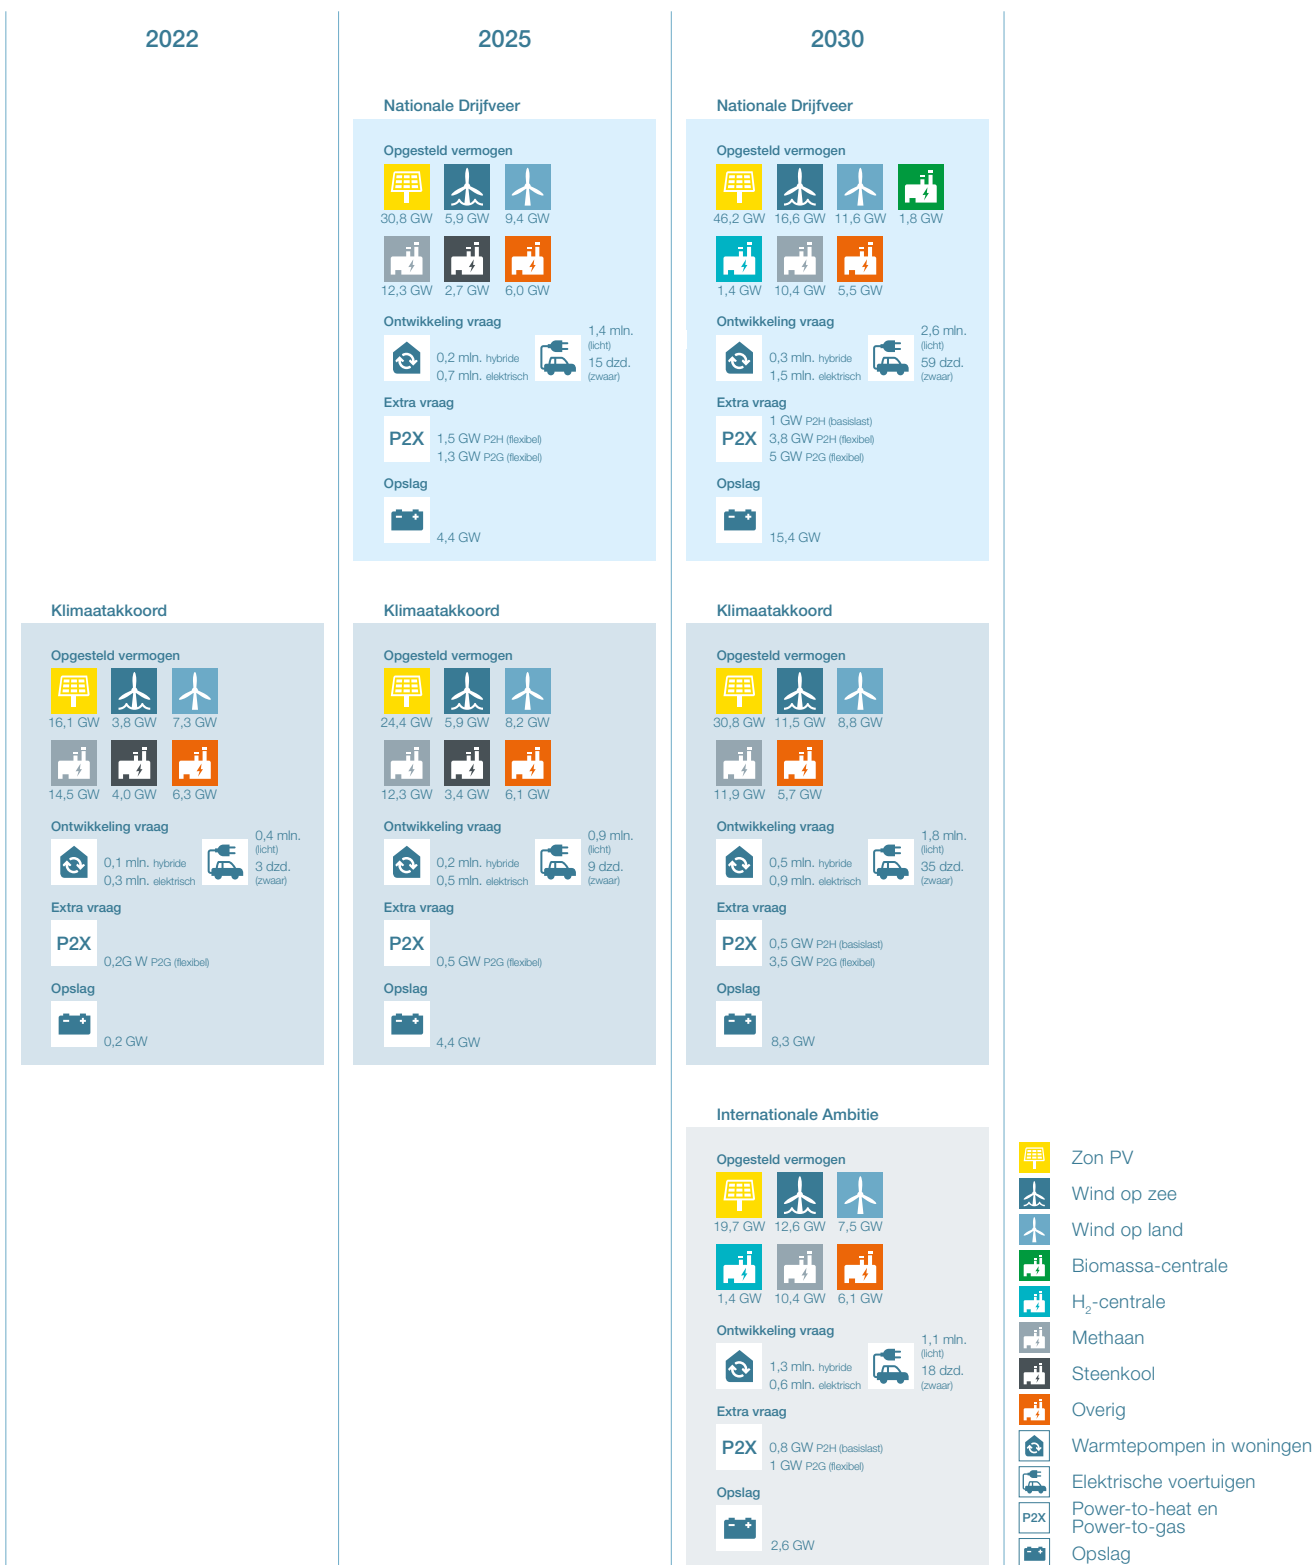 2022
2025
2030
Nationale Drijfveer
Opgesteld vermogen
30,8 GW 5,9 GW 9,4 GW
12,3 GW 2,7 GW 6,0 GW
Ontwikkeling vraag
0,2 mln. hybride
0,7 mln. elektrisch
1,4 mln.
(licht)
15 dzd.
(zwaar)
Extra vraag
P2X
1,5 GW P2H (flexibel)
1,3 GW P2G (flexibel)
Opslag
4,4 GW
Nationale Drijfveer
Opgesteld vermogen
46,2 GW 16,6 GW 11,6 GW 1,8 GW
1,4 GW 10,4 GW 5,5 GW
Ontwikkeling vraag
0,3 mln. hybride
1,5 mln. elektrisch
2,6 mln.
(licht)
59 dzd.
(zwaar)
Extra vraag
P2X
1 GW P2H (basislast)
3,8 GW P2H (flexibel)
5 GW P2G (flexibel)
Opslag
15,4 GW
Klimaatakkoord
Opgesteld vermogen
16,1 GW 3,8 GW 7,3 GW
14,5 GW 4,0 GW 6,3 GW
Ontwikkeling vraag
0,1 mln. hybride
0,3 mln. elektrisch
0,4 mln.
(licht)
3 dzd.
(zwaar)
Extra vraag
P2X
0,2G W P2G (flexibel)
Opslag
0,2 GW
Klimaatakkoord
Opgesteld vermogen
24,4 GW 5,9 GW 8,2 GW
12,3 GW 3,4 GW 6,1 GW
Ontwikkeling vraag
0,2 mln. hybride
0,5 mln. elektrisch
0,9 mln.
(licht)
9 dzd.
(zwaar)
Extra vraag
P2X
0,5 GW P2G (flexibel)
Opslag
4,4 GW
Klimaatakkoord
Opgesteld vermogen
30,8 GW 11,5 GW 8,8 GW
11,9 GW 5,7 GW
Ontwikkeling vraag
0,5 mln. hybride
0,9 mln. elektrisch
1,8 mln.
(licht)
35 dzd.
(zwaar)
Extra vraag
P2X
0,5 GW P2H (basislast)
3,5 GW P2G (flexibel)
Opslag
8,3 GW
Internationale Ambitie
Opgesteld vermogen
19,7 GW 12,6 GW 7,5 GW
1,4 GW 10,4 GW 6,1 GW
Ontwikkeling vraag
1,3 mln. hybride
0,6 mln. elektrisch
1,1 mln.
(licht)
18 dzd.
(zwaar)
Extra vraag
P2X
0,8 GW P2H (basislast)
1 GW P2G (flexibel)
Opslag
2,6 GW
Zon PV
Wind op zee
Wind op land
Biomassa-centrale
H₂-centrale
Methaan
Steenkool
Overig
Warmtepompen in woningen
Elektrische voertuigen
P2X
Power-to-heat en
Power-to-gas
Opslag